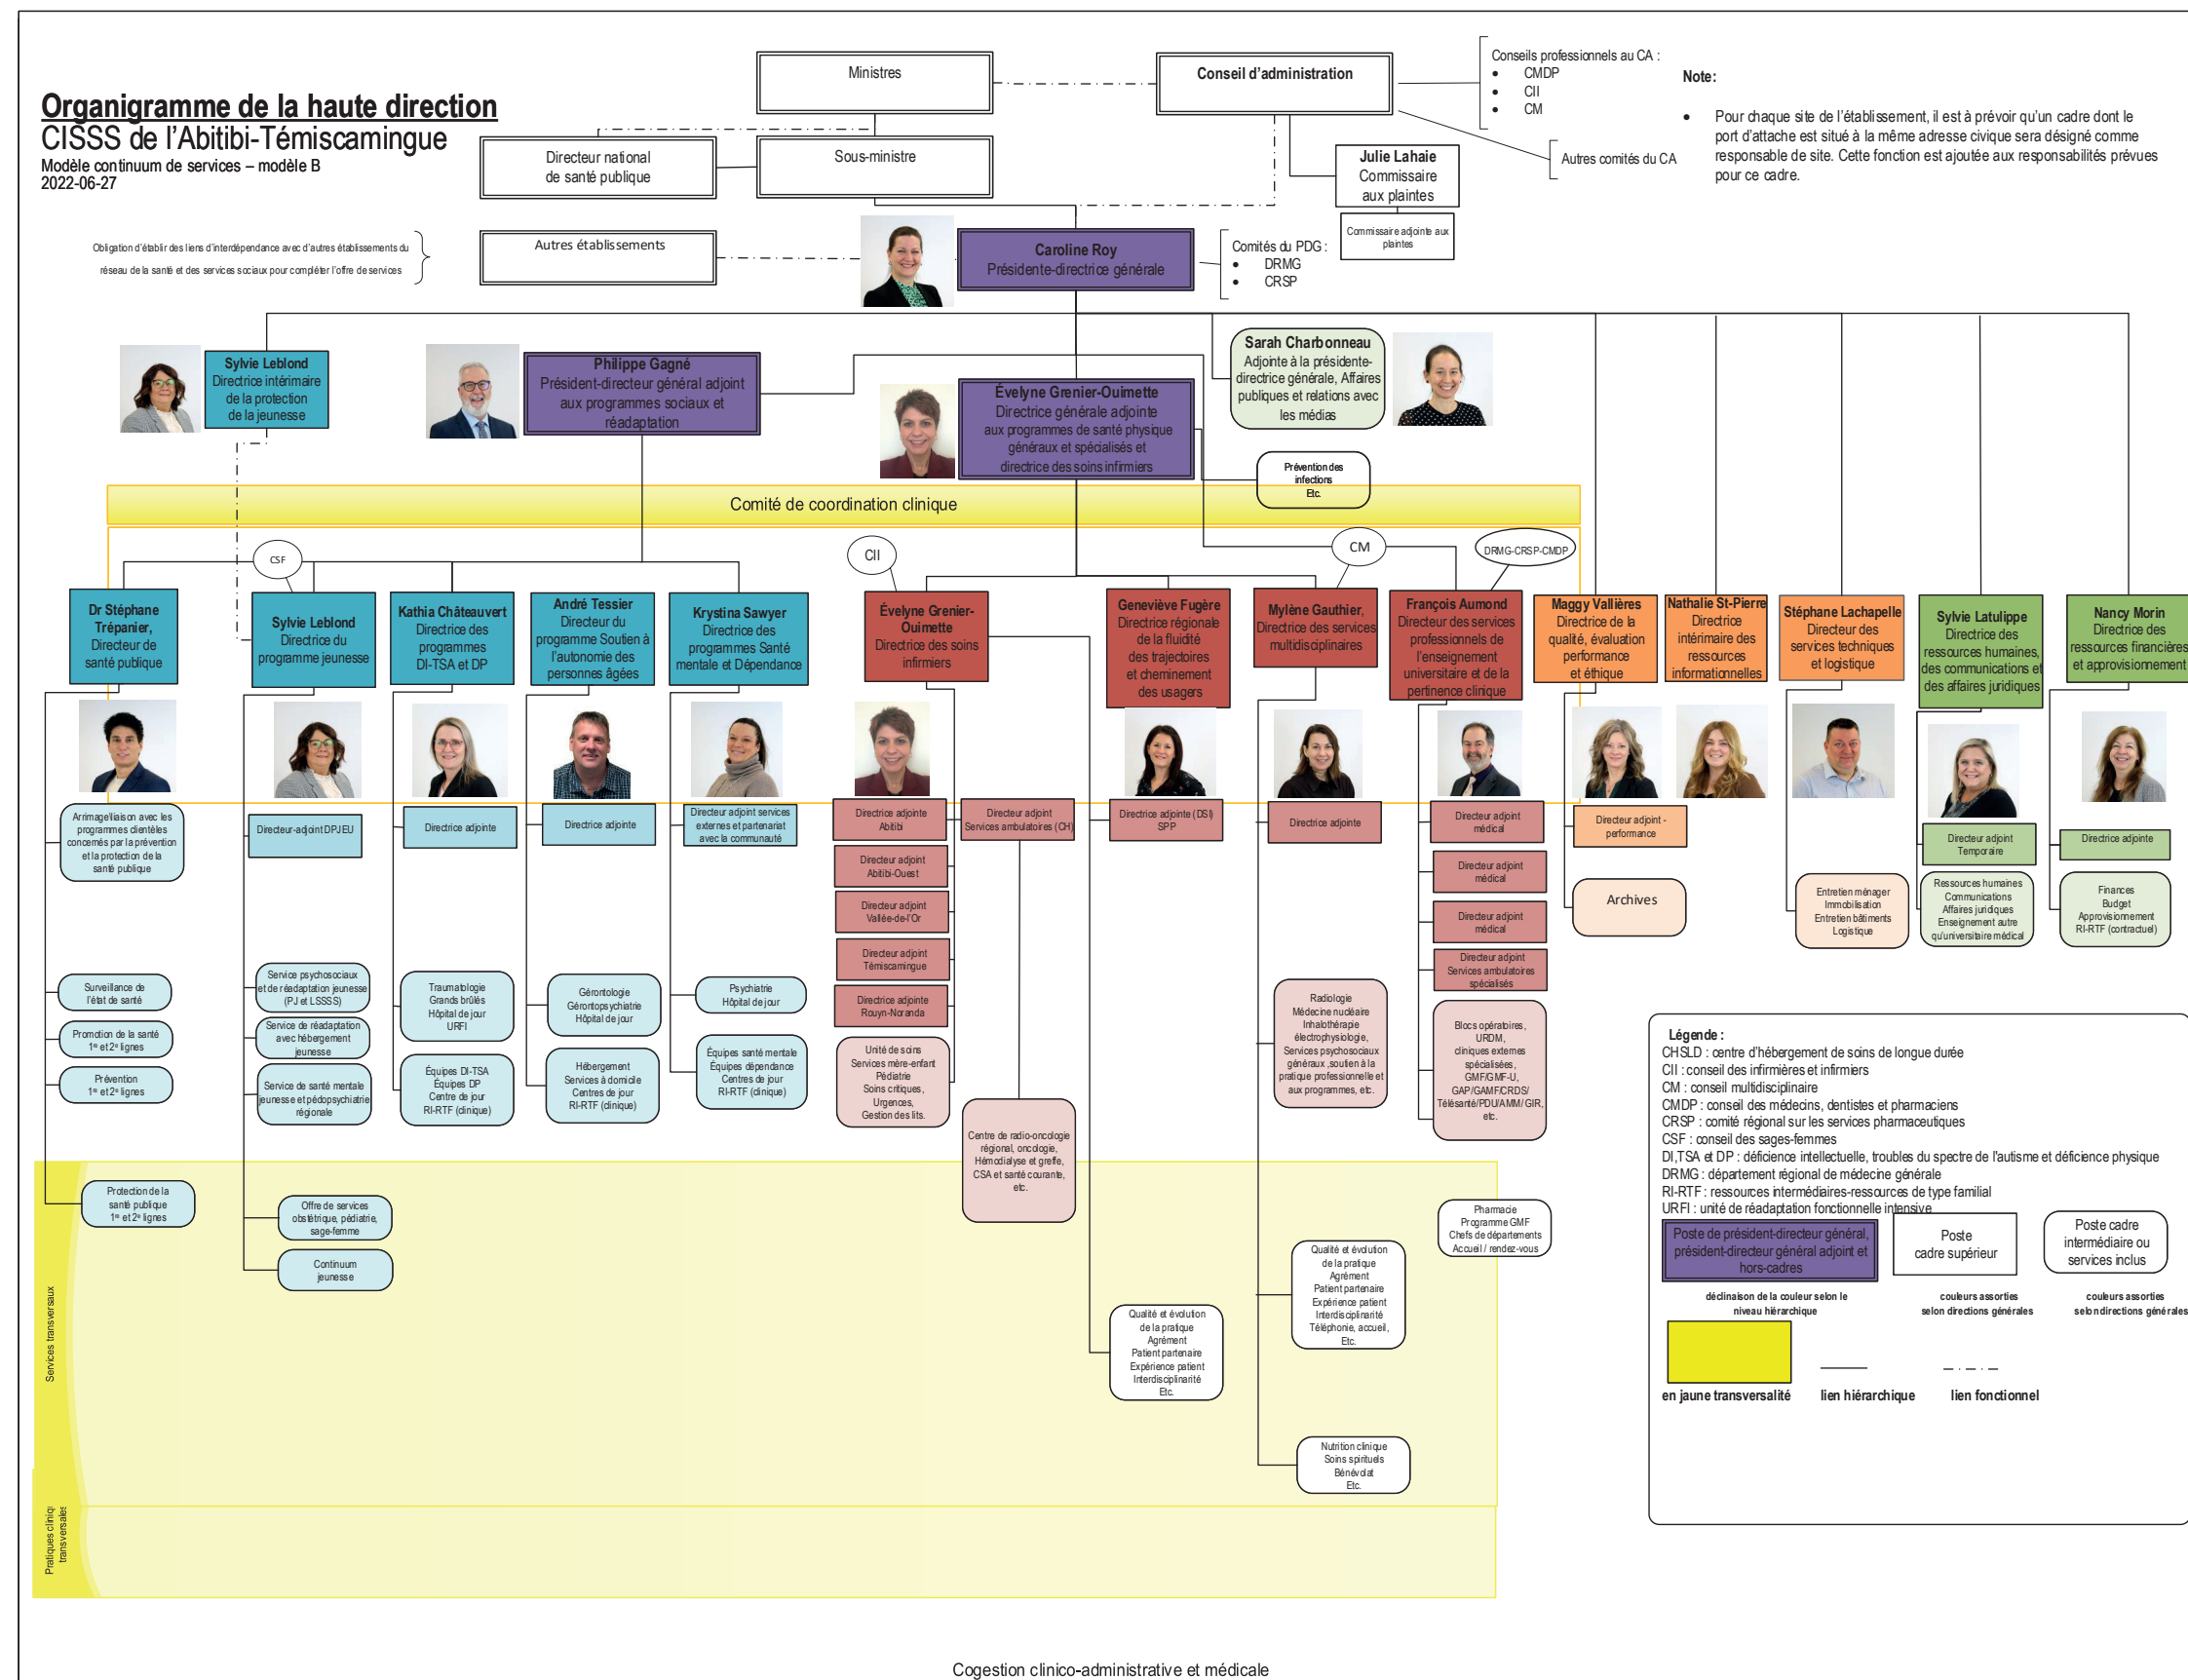 Organigramme de la haute direction
CISSS de l'Abitibi-Témiscamingue
Modèle continuum de services – modèle B
2022-06-27
Ministres
Conseil d'administration
Conseils professionnels au CA :
• CMDP
• CII
• CM
Autres comités du CA
Note:
• Pour chaque site de l'établissement, il est à prévoir qu'un cadre dont le
port d'attache est situé à la même adresse civique sera désigné comme
responsable de site. Cette fonction est ajoutée aux responsabilités prévues
pour ce cadre.
Directeur national
de santé publique
Sous-ministre
Julie Lahaie
Commissaire
aux plaintes
Commissaire adjointe aux
plaintes
Obligation d'établir des liens d'interdépendance avec d'autres établissements du
réseau de la santé et des services sociaux pour compléter l'offre de services
Autres établissements
Caroline Roy
Présidente-directrice générale
Comités du PDG :
• DRMG
• CRSP
Sylvie Leblond
Directrice intérimaire
de la protection
de la jeunesse
Philippe Gagné
Président-directeur général adjoint
aux programmes sociaux et
réadaptation
Évelyne Grenier-Ouimette
Directrice générale adjointe
aux programmes de santé physique
généraux et spécialisés et
directrice des soins infirmiers
Sarah Charbonneau
Adjointe à la présidente-
directrice générale, Affaires
publiques et relations avec
les médias
Prévention des
infections
Etc.
Comité de coordination clinique
CSF
CII
CM
DRMG-CRSP-CMDP
Dr Stéphane
Trépanier,
Directeur de
santé publique
Sylvie Leblond
Directrice du
programme jeunesse
Kathia Châteauvert
Directrice des
programmes
DI-TSA et DP
André Tessier
Directeur du
programme Soutien à
l'autonomie des
personnes âgées
Krystina Sawyer
Directrice des
programmes Santé
mentale et Dépendance
Évelyne Grenier-
Ouimette
Directrice des soins
infirmiers
Geneviève Fugère
Directrice régionale
de la fluidité
des trajectoires
et cheminement
des usagers
Mylène Gauthier,
Directrice des services
multidisciplinaires
François Aumond
Directeur des services
professionnels de
l'enseignement
universitaire et de la
pertinence clinique
Maggy Vallières
Directrice de la
qualité, évaluation
performance
et éthique
Nathalie St-Pierre
Directrice
intérimaire des
ressources
informationnelles
Stéphane Lachapelle
Directeur des
services techniques
et logistique
Sylvie Latulippe
Directrice des
ressources humaines,
des communications et
des affaires juridiques
Nancy Morin
Directrice des
ressources financières
et approvisionnement
Arrimage/liaison avec les
programmes clientèles
concernés par la prévention
et la protection de la
santé publique
Surveillance de
l'état de santé
Promotion de la santé
1re et 2e lignes
Prévention
1re et 2e lignes
Protection de la
santé publique
1re et 2e lignes
Directeur-adjoint DPJEU
Service psychosociaux
et de réadaptation jeunesse
(PJ et LSSSS)
Service de réadaptation
avec hébergement
jeunesse
Service de santé mentale
jeunesse et pédopsychiatrie
régionale
Offre de services
obstétrique, pédiatrie,
sage-femme
Continuum
jeunesse
Directrice adjointe
Traumatologie
Grands brûlés
Hôpital de jour
URFI
Équipes DI-TSA
Équipes DP
Centre de jour
RI-RTF (clinique)
Directrice adjointe
Gérontologie
Gérontopsychiatrie
Hôpital de jour
Hébergement
Services à domicile
Centres de jour
RI-RTF (clinique)
Directeur adjoint services
externes et partenariat
avec la communauté
Psychiatrie
Hôpital de jour
Équipes santé mentale
Équipes dépendance
Centres de jour
RI-RTF (clinique)
Directrice adjointe
Abitibi
Directeur adjoint
Abitibi-Ouest
Directeur adjoint
Vallée-de-l'Or
Directeur adjoint
Témiscamingue
Directrice adjointe
Rouyn-Noranda
Unité de soins
Services mère-enfant
Pédiatrie
Soins critiques,
Urgences,
Gestion des lits.
Directeur adjoint
Services ambulatoires (CH)
Centre de radio-oncologie
régional, oncologie,
Hémodialyse et greffe,
CSA et santé courante,
etc.
Directrice adjointe (DSI)
SPP
Qualité et évolution
de la pratique
Agrément
Patient partenaire
Expérience patient
Interdisciplinarité
Etc.
Directrice adjointe
Radiologie
Médecine nucléaire
Inhalothérapie
électrophysiologie,
Services psychosociaux
généraux ,soutien à la
pratique professionnelle et
aux programmes, etc.
Qualité et évolution
de la pratique
Agrément
Patient partenaire
Expérience patient
Interdisciplinarité
Téléphonie, accueil,
Etc.
Nutrition clinique
Soins spirituels
Bénévolat
Etc.
Directeur adjoint
médical
Directeur adjoint
médical
Directeur adjoint
médical
Directeur adjoint
Services ambulatoires
spécialisés
Blocs opératoires,
URDM,
cliniques externes
spécialisées,
GMF/GMF-U,
GAP/GAMF/CRDS/
Télésanté/PDU/AMM/ GIR,
etc.
Pharmacie
Programme GMF
Chefs de départements
Accueil / rendez-vous
Directeur adjoint -
performance
Archives
Entretien ménager
Immobilisation
Entretien bâtiments
Logistique
Directeur adjoint
Temporaire
Ressources humaines
Communications
Affaires juridiques
Enseignement autre
qu'universitaire médical
Directrice adjointe
Finances
Budget
Approvisionnement
RI-RTF (contractuel)
Services transversaux
Pratiques cliniqu
transversales
Légende :
CHSLD : centre d'hébergement de soins de longue durée
CII : conseil des infirmières et infirmiers
CM : conseil multidisciplinaire
CMDP : conseil des médecins, dentistes et pharmaciens
CRSP : comité régional sur les services pharmaceutiques
CSF : conseil des sages-femmes
DI,TSA et DP : déficience intellectuelle, troubles du spectre de l'autisme et déficience physique
DRMG : département régional de médecine générale
RI-RTF : ressources intermédiaires-ressources de type familial
URFI : unité de réadaptation fonctionnelle intensive
Poste de président-directeur général,
président-directeur général adjoint et
hors-cadres
Poste
cadre supérieur
Poste cadre
intermédiaire ou
services inclus
déclinaison de la couleur selon le
niveau hiérarchique
couleurs assorties
selon directions générales
couleurs assorties
selon directions générales
en jaune transversalité
lien hiérarchique
lien fonctionnel
Cogestion clinico-administrative et médicale